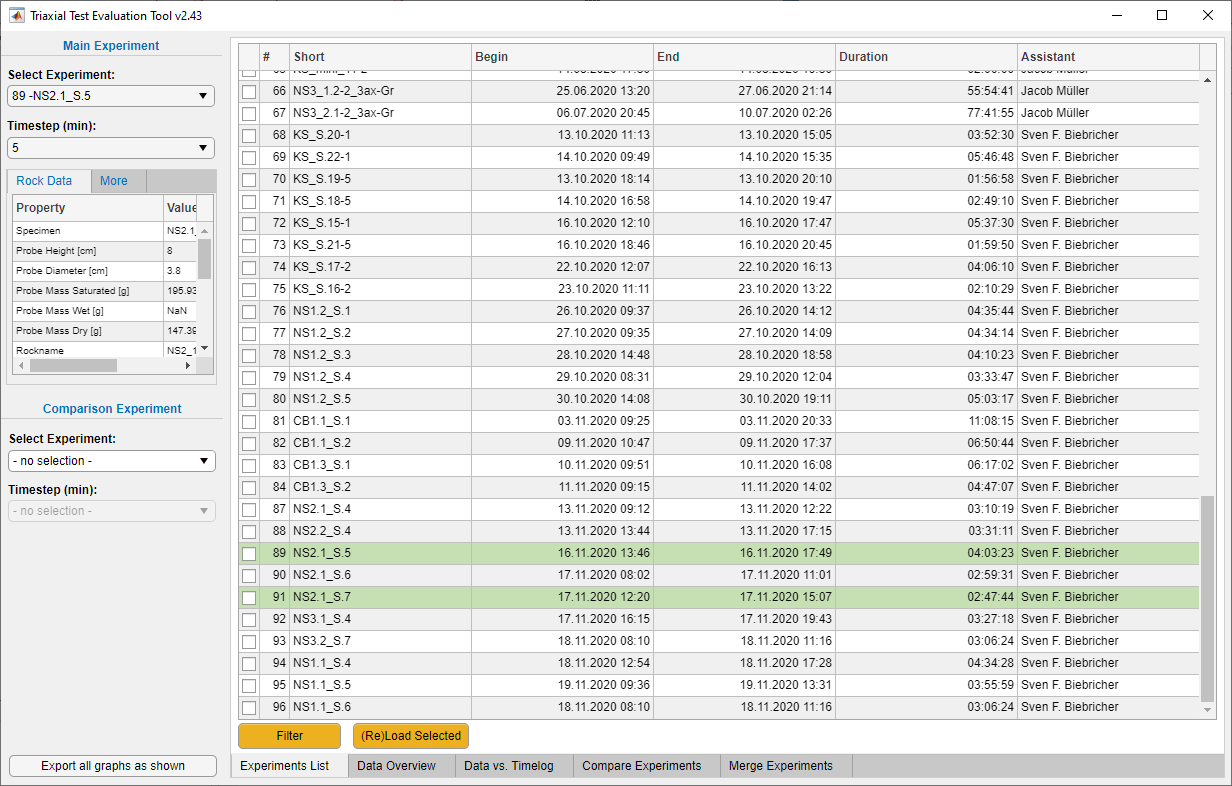 Triaxial Test Evaluation Tool v2.43
Main Experiment
Select Experiment:
89 -NS2.1_S.5
Timestep (min):
5
Rock Data More
Property Value
Specimen NS2.1_
Probe Height [cm] 8
Probe Diameter [cm] 3.8
Probe Mass Saturated [g] 195.93
Probe Mass Wet [g] NaN
Probe Mass Dry [g] 147.39
Rockname NS2_1
Comparison Experiment
Select Experiment:
- no selection -
Timestep (min):
- no selection -
Export all graphs as shown
# Short Begin End Duration Assistant
66 NS3_1.2-2_3ax-Gr 25.06.2020 13:20 27.06.2020 21:14 55:54:41 Jacob Müller
67 NS3_2.1-2_3ax-Gr 06.07.2020 20:45 10.07.2020 02:26 77:41:55 Jacob Müller
68 KS_S.20-1 13.10.2020 11:13 13.10.2020 15:05 03:52:30 Sven F. Biebricher
69 KS_S.22-1 14.10.2020 09:49 14.10.2020 15:35 05:46:48 Sven F. Biebricher
70 KS_S.19-5 13.10.2020 18:14 13.10.2020 20:10 01:56:58 Sven F. Biebricher
71 KS_S.18-5 14.10.2020 16:58 14.10.2020 19:47 02:49:10 Sven F. Biebricher
72 KS_S.15-1 16.10.2020 12:10 16.10.2020 17:47 05:37:30 Sven F. Biebricher
73 KS_S.21-5 16.10.2020 18:46 16.10.2020 20:45 01:59:50 Sven F. Biebricher
74 KS_S.17-2 22.10.2020 12:07 22.10.2020 16:13 04:06:10 Sven F. Biebricher
75 KS_S.16-2 23.10.2020 11:11 23.10.2020 13:22 02:10:29 Sven F. Biebricher
76 NS1.2_S.1 26.10.2020 09:37 26.10.2020 14:12 04:35:44 Sven F. Biebricher
77 NS1.2_S.2 27.10.2020 09:35 27.10.2020 14:09 04:34:14 Sven F. Biebricher
78 NS1.2_S.3 28.10.2020 14:48 28.10.2020 18:58 04:10:23 Sven F. Biebricher
79 NS1.2_S.4 29.10.2020 08:31 29.10.2020 12:04 03:33:47 Sven F. Biebricher
80 NS1.2_S.5 30.10.2020 14:08 30.10.2020 19:11 05:03:17 Sven F. Biebricher
81 CB1.1_S.1 03.11.2020 09:25 03.11.2020 20:33 11:08:15 Sven F. Biebricher
82 CB1.1_S.2 09.11.2020 10:47 09.11.2020 17:37 06:50:44 Sven F. Biebricher
83 CB1.3_S.1 10.11.2020 09:51 10.11.2020 16:08 06:17:02 Sven F. Biebricher
84 CB1.3_S.2 11.11.2020 09:15 11.11.2020 14:02 04:47:07 Sven F. Biebricher
87 NS2.1_S.4 13.11.2020 09:12 13.11.2020 12:22 03:10:19 Sven F. Biebricher
88 NS2.2_S.4 13.11.2020 13:44 13.11.2020 17:15 03:31:11 Sven F. Biebricher
89 NS2.1_S.5 16.11.2020 13:46 16.11.2020 17:49 04:03:23 Sven F. Biebricher
90 NS2.1_S.6 17.11.2020 08:02 17.11.2020 11:01 02:59:31 Sven F. Biebricher
91 NS2.1_S.7 17.11.2020 12:20 17.11.2020 15:07 02:47:44 Sven F. Biebricher
92 NS3.1_S.4 17.11.2020 16:15 17.11.2020 19:43 03:27:18 Sven F. Biebricher
93 NS3.2_S.7 18.11.2020 08:10 18.11.2020 11:16 03:06:24 Sven F. Biebricher
94 NS1.1_S.4 18.11.2020 12:54 18.11.2020 17:28 04:34:28 Sven F. Biebricher
95 NS1.1_S.5 19.11.2020 09:36 19.11.2020 13:31 03:55:59 Sven F. Biebricher
96 NS1.1_S.6 18.11.2020 08:10 18.11.2020 11:16 03:06:24 Sven F. Biebricher
Filter (Re)Load Selected
Experiments List Data Overview Data vs. Timelog Compare Experiments Merge Experiments